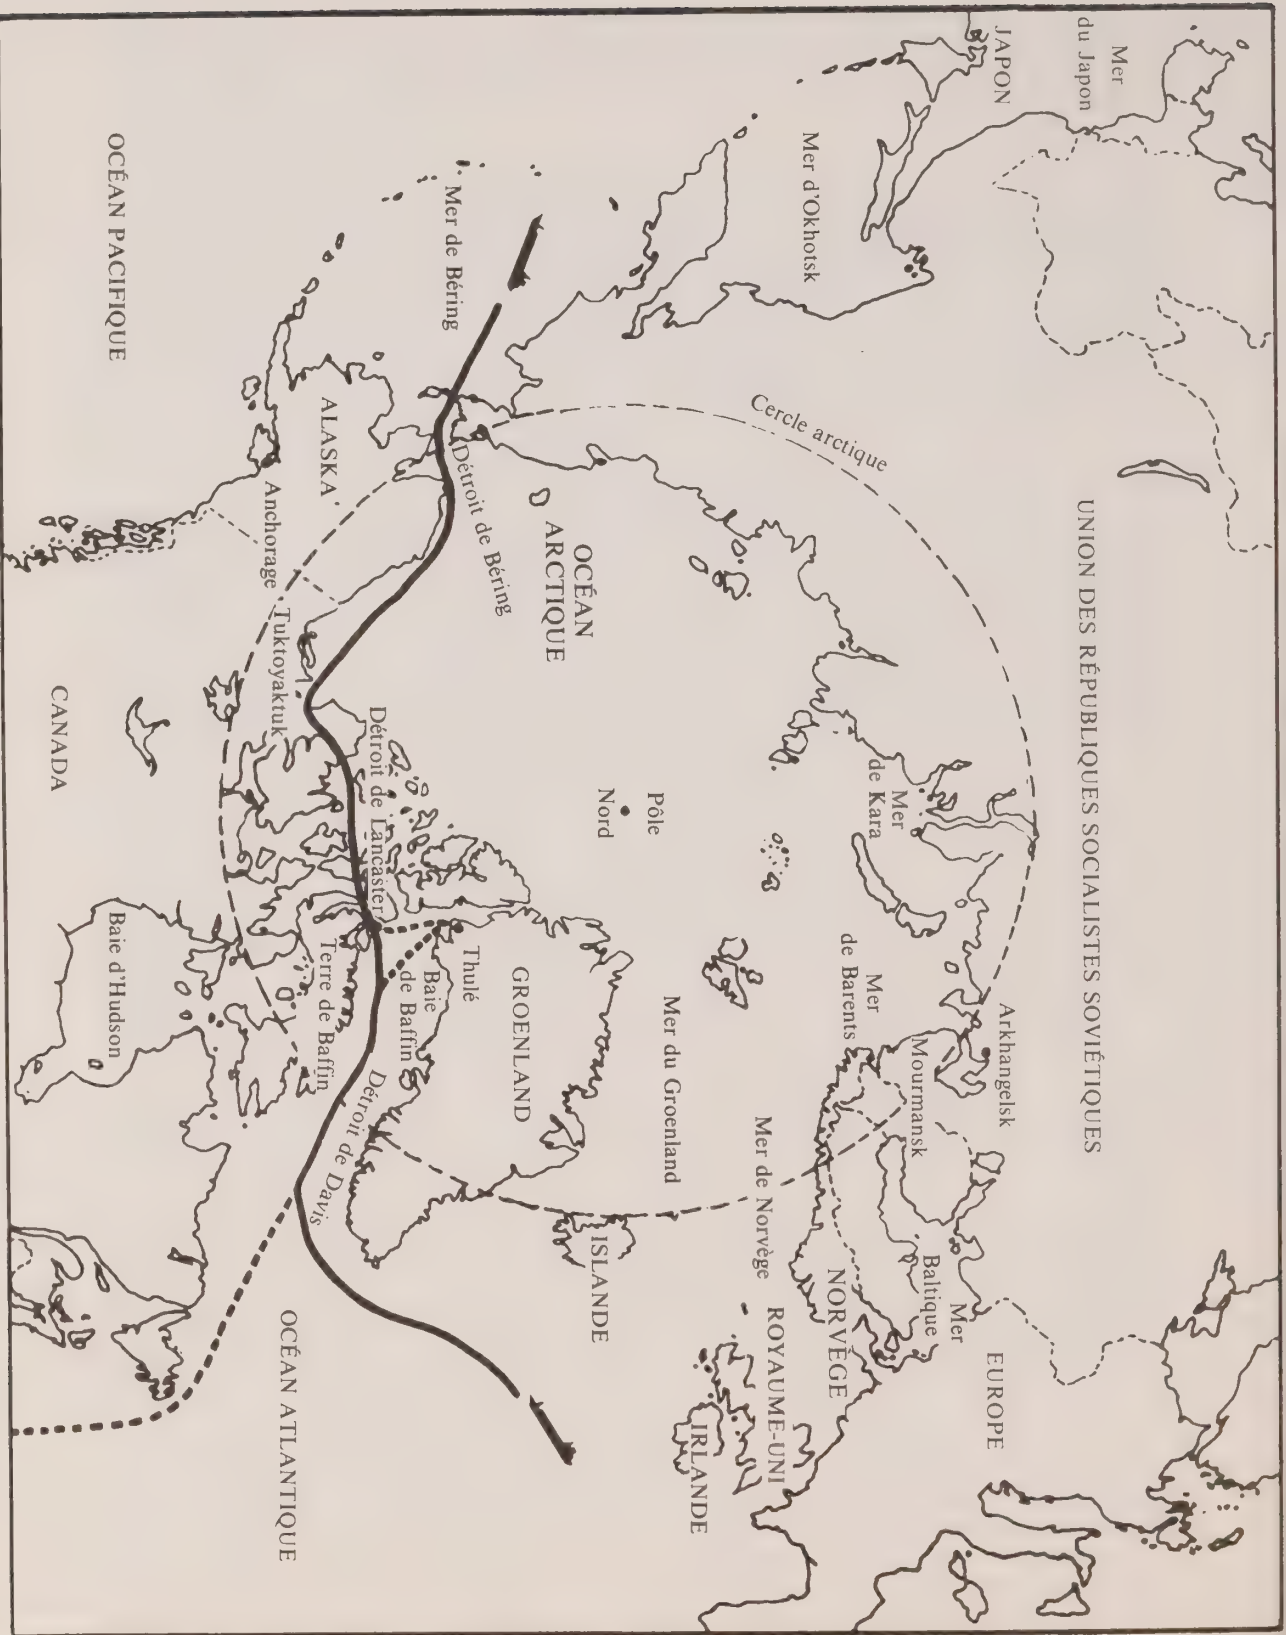 Mer
du Japon
JAPON
Mer d'Okhotsk
Mer de Béring
OCÉAN PACIFIQUE
Cercle arctique
UNION DES RÉPUBLIQUES SOCIALISTES SOVIÉTIQUES
ALASKA
Anchorage
Détroit de Béring
OCÉAN
ARCTIQUE
Tuktoyaktuk
CANADA
Détroit de Lancaster
Pôle
Nord
Mer
de Kara
Baie d'Hudson
Terre de Baffin
Baie
de Baffin
Thulé
GROENLAND
Mer du Groenland
Mer
de Barents
Mourmansk
Arkhangelsk
Détroit de Davis
Mer de Norvège
ISLANDE
NORVÈGE
Mer
Baltique
EUROPE
ROYAUME-UNI
IRLANDE
OCÉAN ATLANTIQUE